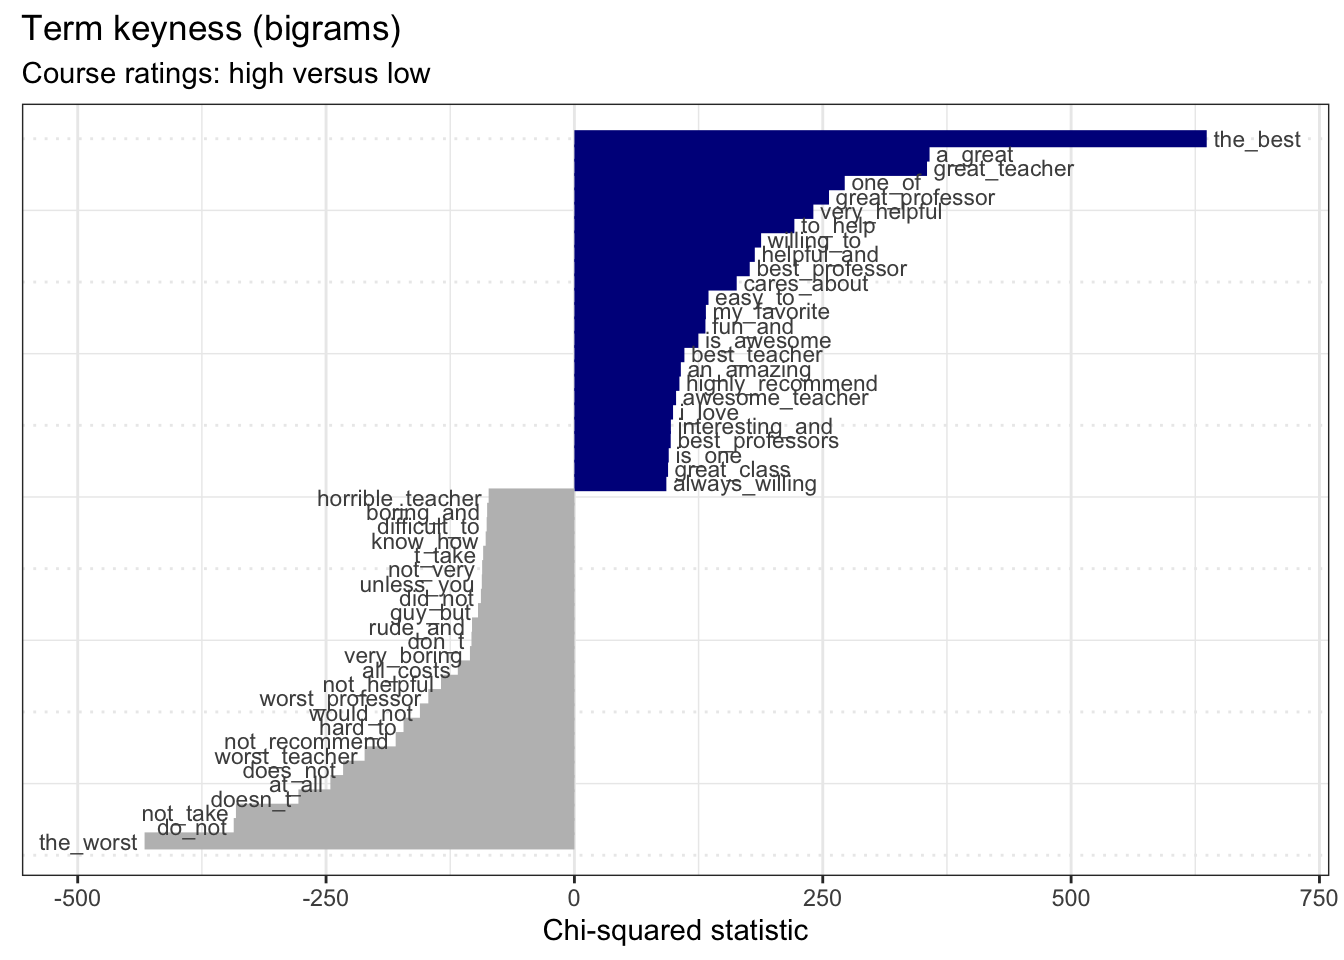 Term keyness (bigrams)
Course ratings: high versus low
the_best
a_great
great_teacher
one_of
great_professor
very_helpful
to_help
willing_to
helpful_and
best_professor
cares_about
easy_to
my_favorite
fun_and
is_awesome
best_teacher
an_amazing
highly_recommend
awesome_teacher
i_love
interesting_and
best_professors
is_one
great_class
always_willing
horrible_teacher
boring_and
difficult_to
know_how
t_take
not_very
unless_you
did_not
guy_but
rude_and
don_t
very_boring
all_costs
not_helpful
worst_professor
would_not
hard_to
not_recommend
worst_teacher
does_not
at_all
doesn_t
not_take
do_not
the_worst
-500 -250 0 250 500 750
Chi-squared statistic